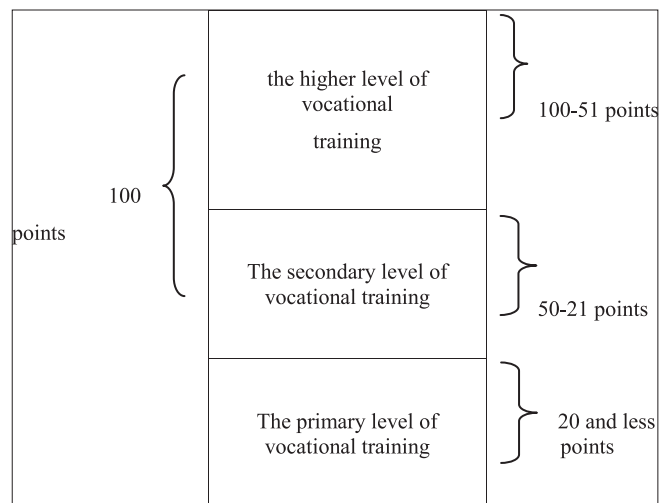 the higher level of
vocational
training
100-51 points
100
points
The secondary level of
vocational training
50-21 points
The primary level of
vocational training
20 and less
points